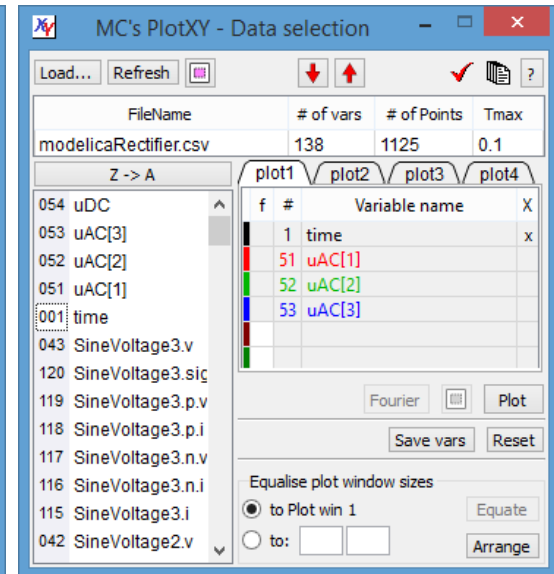 MC's PlotXY - Data selection
Load... Refresh ?
FileName # of vars # of Points Tmax
modelicaRectifier.csv 138 1125 0.1
Z -> A
054 uDC
053 uAC[3]
052 uAC[2]
051 uAC[1]
001 time
043 SineVoltage3.v
120 SineVoltage3.sig
119 SineVoltage3.p.v
118 SineVoltage3.p.i
117 SineVoltage3.n.v
116 SineVoltage3.n.i
115 SineVoltage3.i
042 SineVoltage2.v
plot1 plot2 plot3 plot4
f # Variable name X
1 time x
51 uAC[1]
52 uAC[2]
53 uAC[3]
Fourier Plot
Save vars Reset
Equalise plot window sizes
to Plot win 1 Equate
to: Arrange